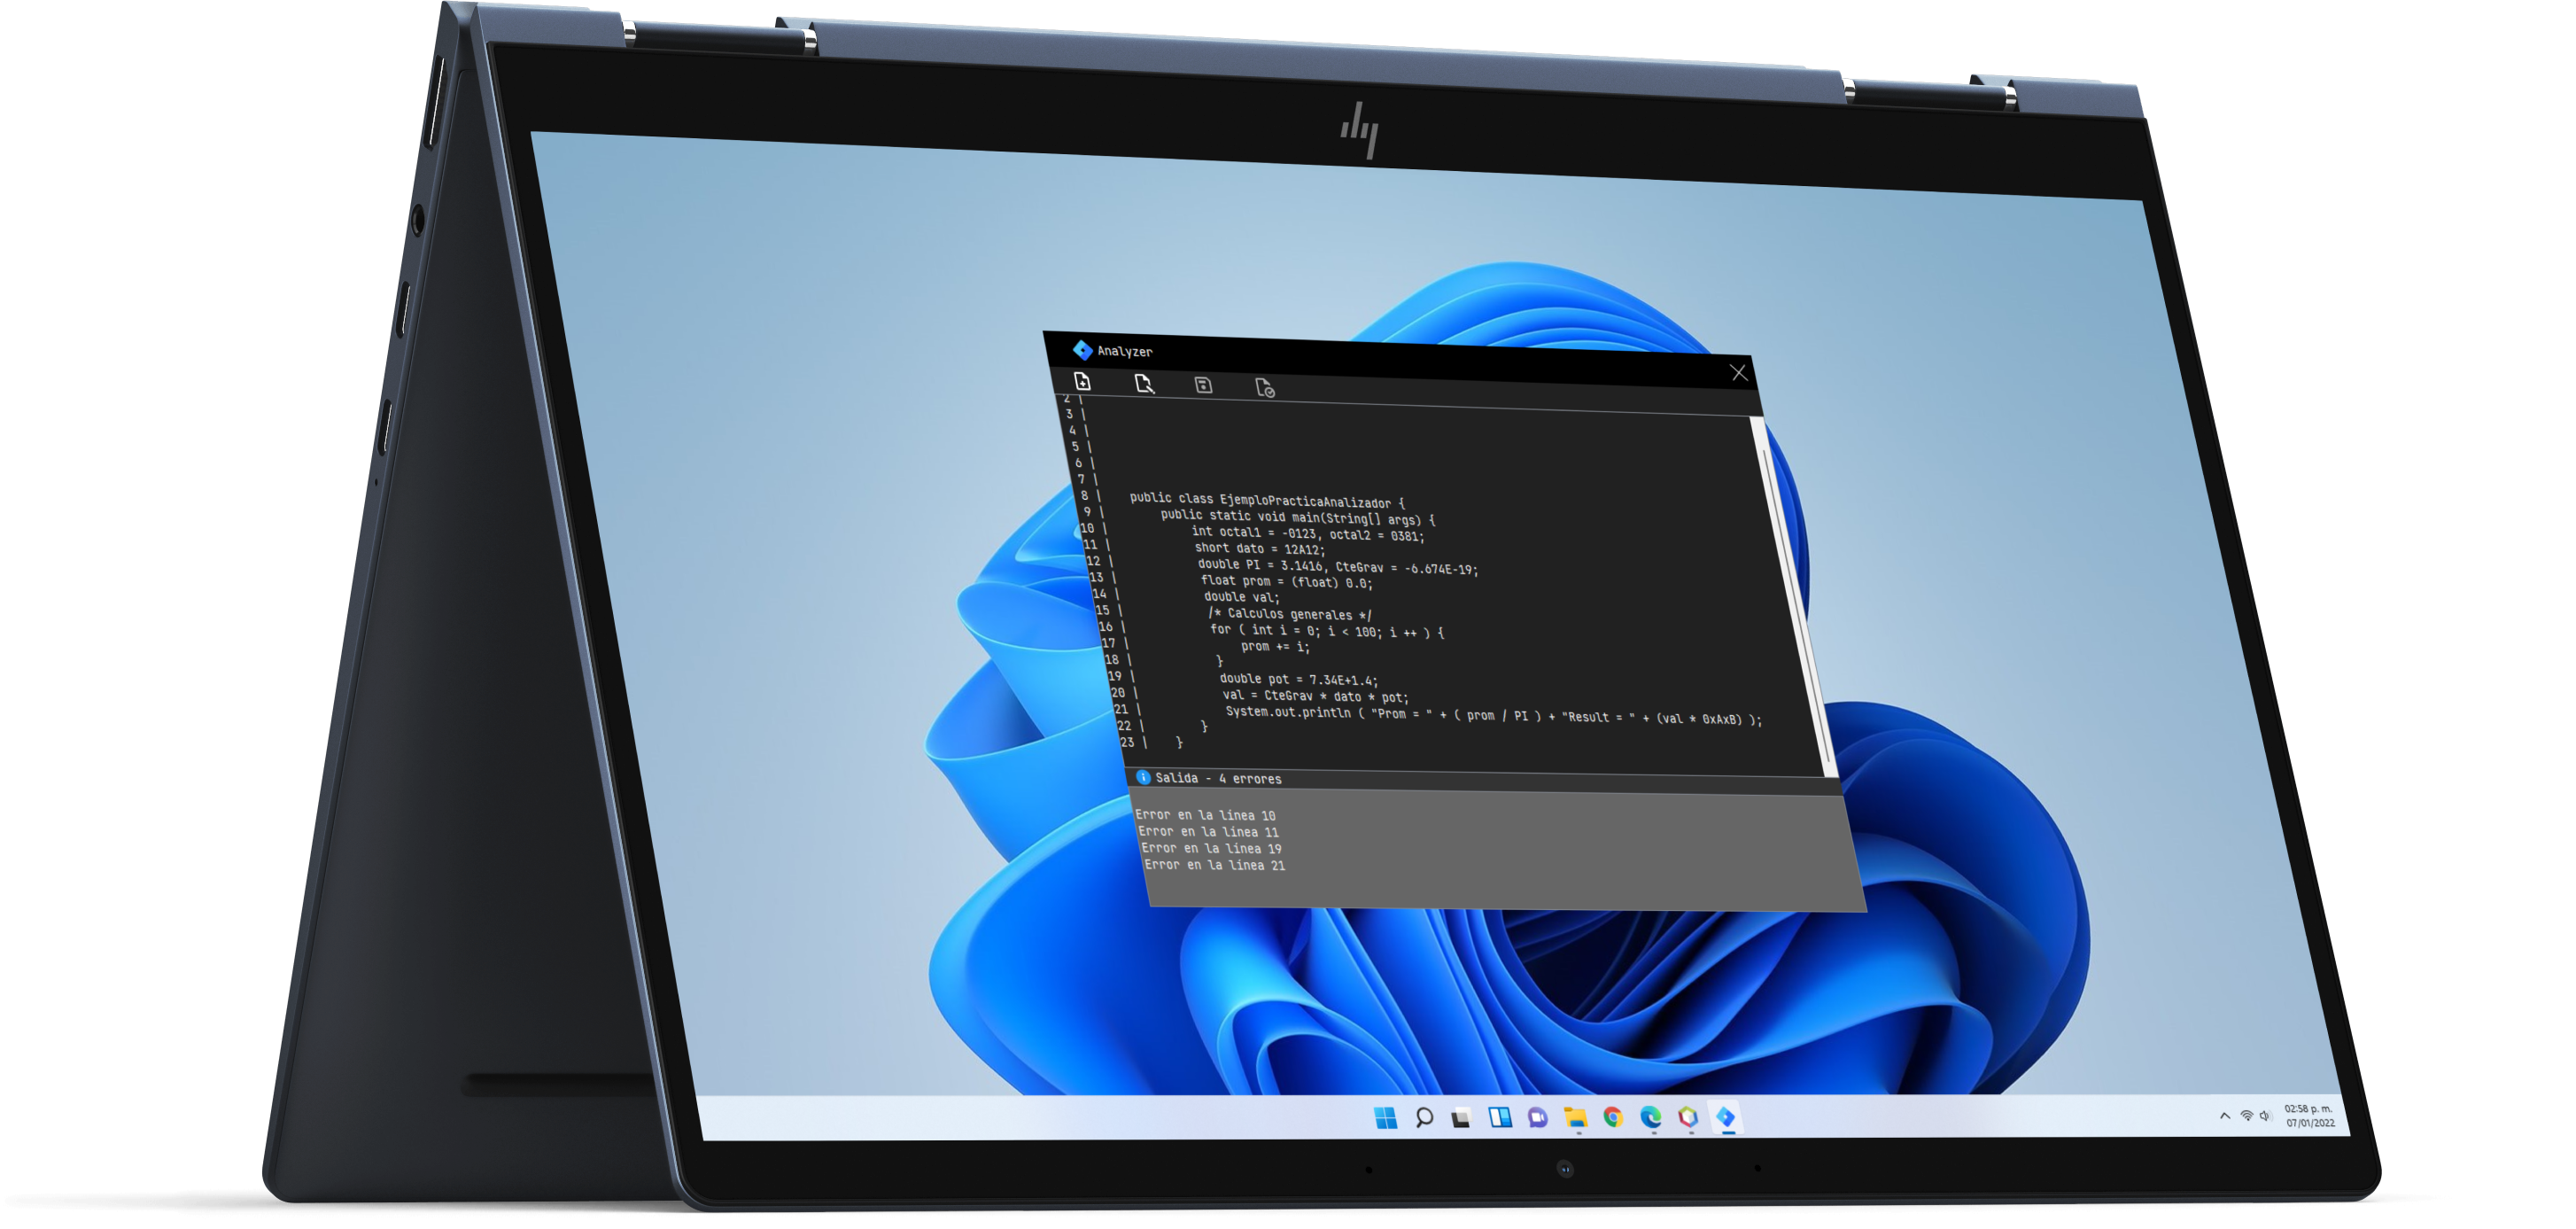 hp
Analyzer
2 |
3 |
4 |
5 |
6 |
7 |
8 | public class EjemploPracticaAnalizador {
9 | public static void main(String[] args) {
10 | int octal1 = -0123, octal2 = 0381;
11 | short dato = 12A12;
12 | double PI = 3.1416, CteGrav = -6.674E-19;
13 | float prom = (float) 0.0;
14 | double val;
15 | /* Calculos generales */
16 | for ( int i = 0; i < 100; i ++ ) {
17 | prom += i;
18 | }
19 | double pot = 7.34E+1.4;
20 | val = CteGrav * dato * pot;
21 | System.out.println ( "Prom = " + ( prom / PI ) + "Result = " + (val * 0xAxB) );
22 | }
23 | }
Salida - 4 errores
Error en la línea 10
Error en la línea 11
Error en la línea 19
Error en la línea 21
02:58 p. m.
07/01/2022